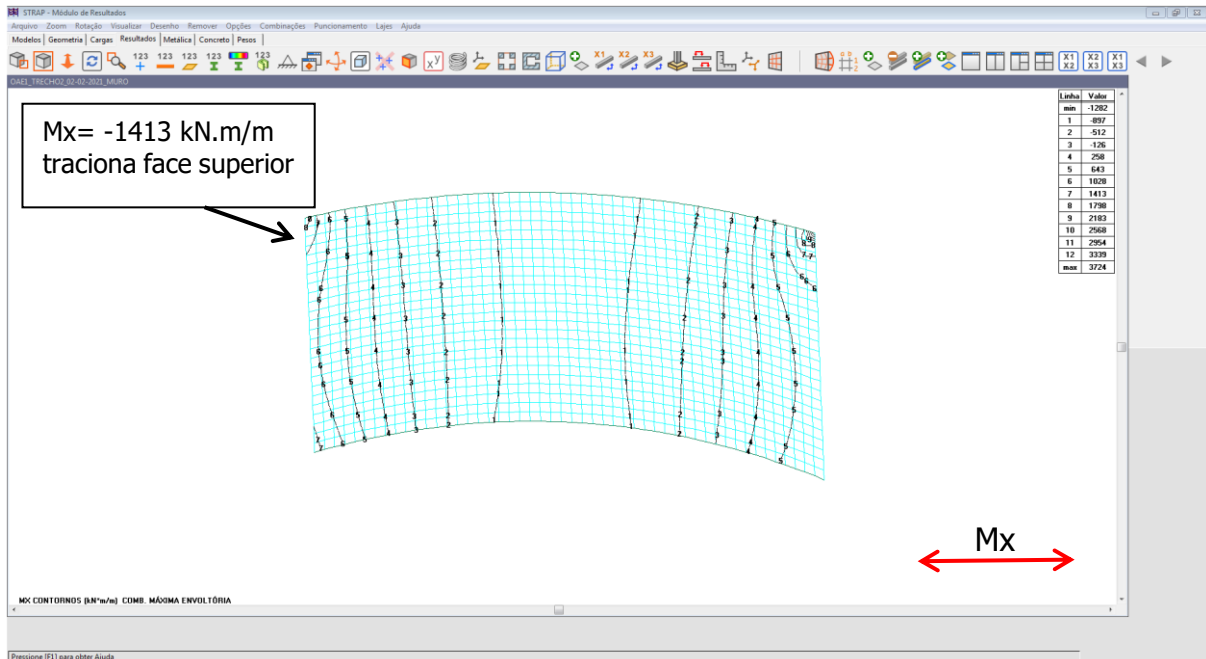 STRAP - Módulo de Resultados
Arquivo Zoom Rotação Visualizar Desenho Remover Opções Combinações Puncionamento Lajes Ajuda
Modelos | Geometria | Cargas | Resultados | Metálica | Concreto | Pesos |
OAE1_TRECHO2_02-02-2021_MURO
Mx= -1413 kN.m/m
traciona face superior
Linha Valor
min -1282
1 -897
2 -512
3 -126
4 258
5 643
6 1028
7 1413
8 1798
9 2183
10 2568
11 2954
12 3339
max 3724
Mx
MX CONTORNOS (kN*m/m) COMB. MÁXIMA ENVOLTÓRIA
Pressione [F1] para obter Ajuda